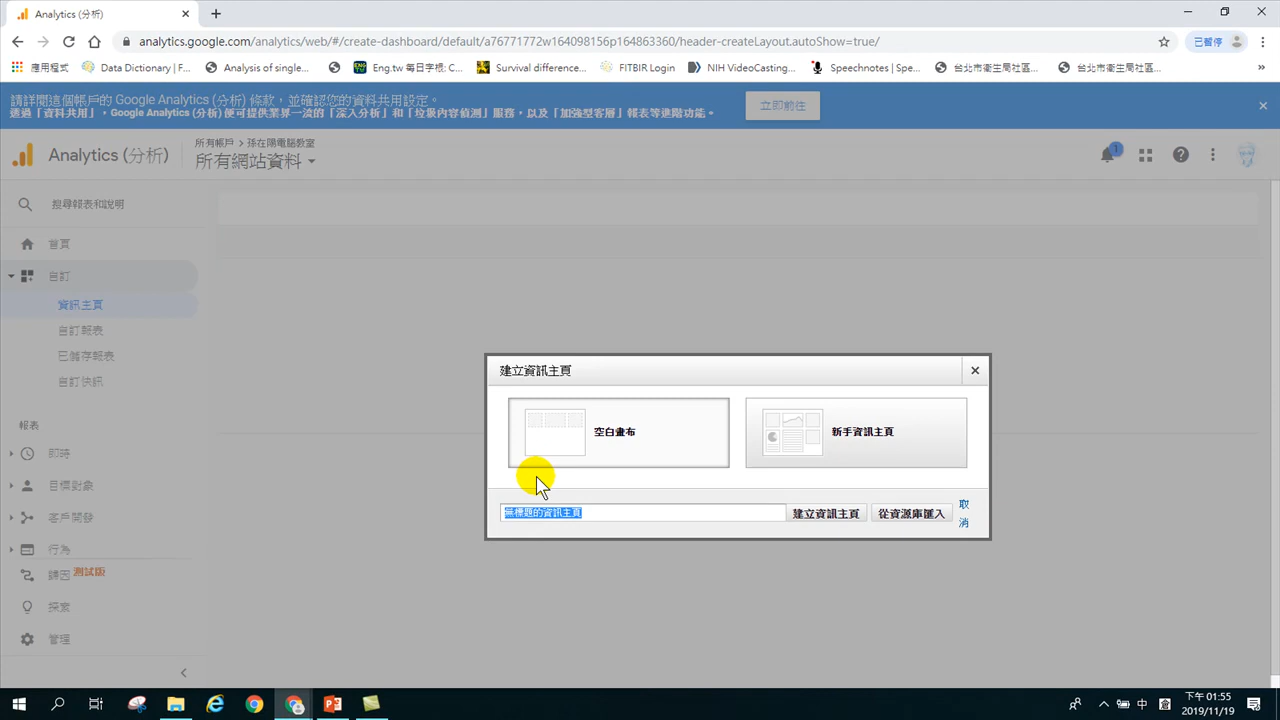 Analytics (分析)
analytics.google.com/analytics/web/#/create-dashboard/default/a76771772w164098156p164863360/header-createLayout.autoShow=true/
已暫停
應用程式
Data Dictionary | F...
Analysis of single...
Eng.tw 每日字根: C...
Survival difference...
FITBIR Login
NIH VideoCasting...
Speechnotes | Spe...
台北市衛生局社區...
台北市衛生局社區...
請詳閱這個帳戶的 Google Analytics (分析) 條款，並確認您的資料共用設定。
透過「資料共用」，Google Analytics (分析) 便可提供業界一流的「深入分析」和「垃圾內容偵測」服務，以及「加強型客層」報表等進階功能。
立即前往
Analytics (分析)
所有帳戶 > 孫在陽電腦教室
所有網站資料
1
搜尋報表和說明
首頁
自訂
資訊主頁
自訂報表
已儲存報表
自訂快訊
報表
即時
目標對象
客戶開發
行為
歸因 測試版
探索
管理
建立資訊主頁
空白畫布
新手資訊主頁
無標題的資訊主頁
建立資訊主頁
從資源庫匯入
取
消
中
下午 01:55
2019/11/19